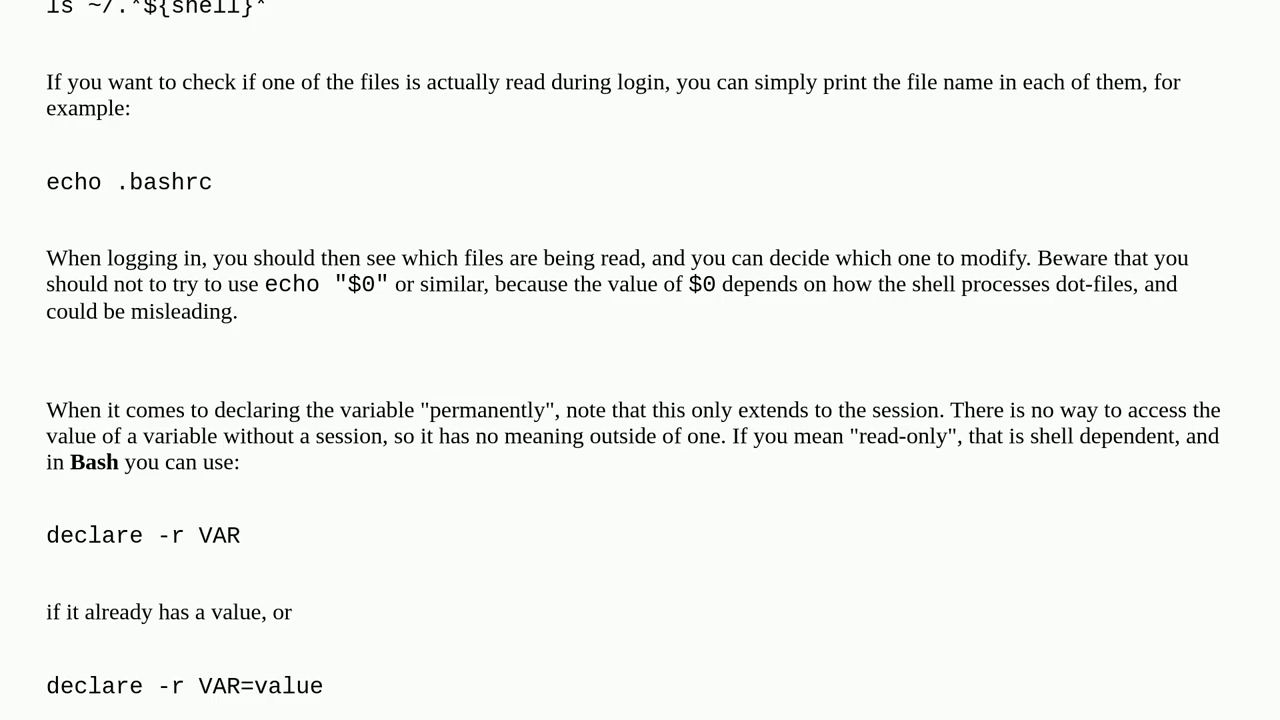 ls ~/.*${shell}*
If you want to check if one of the files is actually read during login, you can simply print the file name in each of them, for
example:
echo .bashrc
When logging in, you should then see which files are being read, and you can decide which one to modify. Beware that you
should not to try to use echo "$0" or similar, because the value of $0 depends on how the shell processes dot-files, and
could be misleading.
When it comes to declaring the variable "permanently", note that this only extends to the session. There is no way to access the
value of a variable without a session, so it has no meaning outside of one. If you mean "read-only", that is shell dependent, and
in Bash you can use:
declare -r VAR
if it already has a value, or
declare -r VAR=value